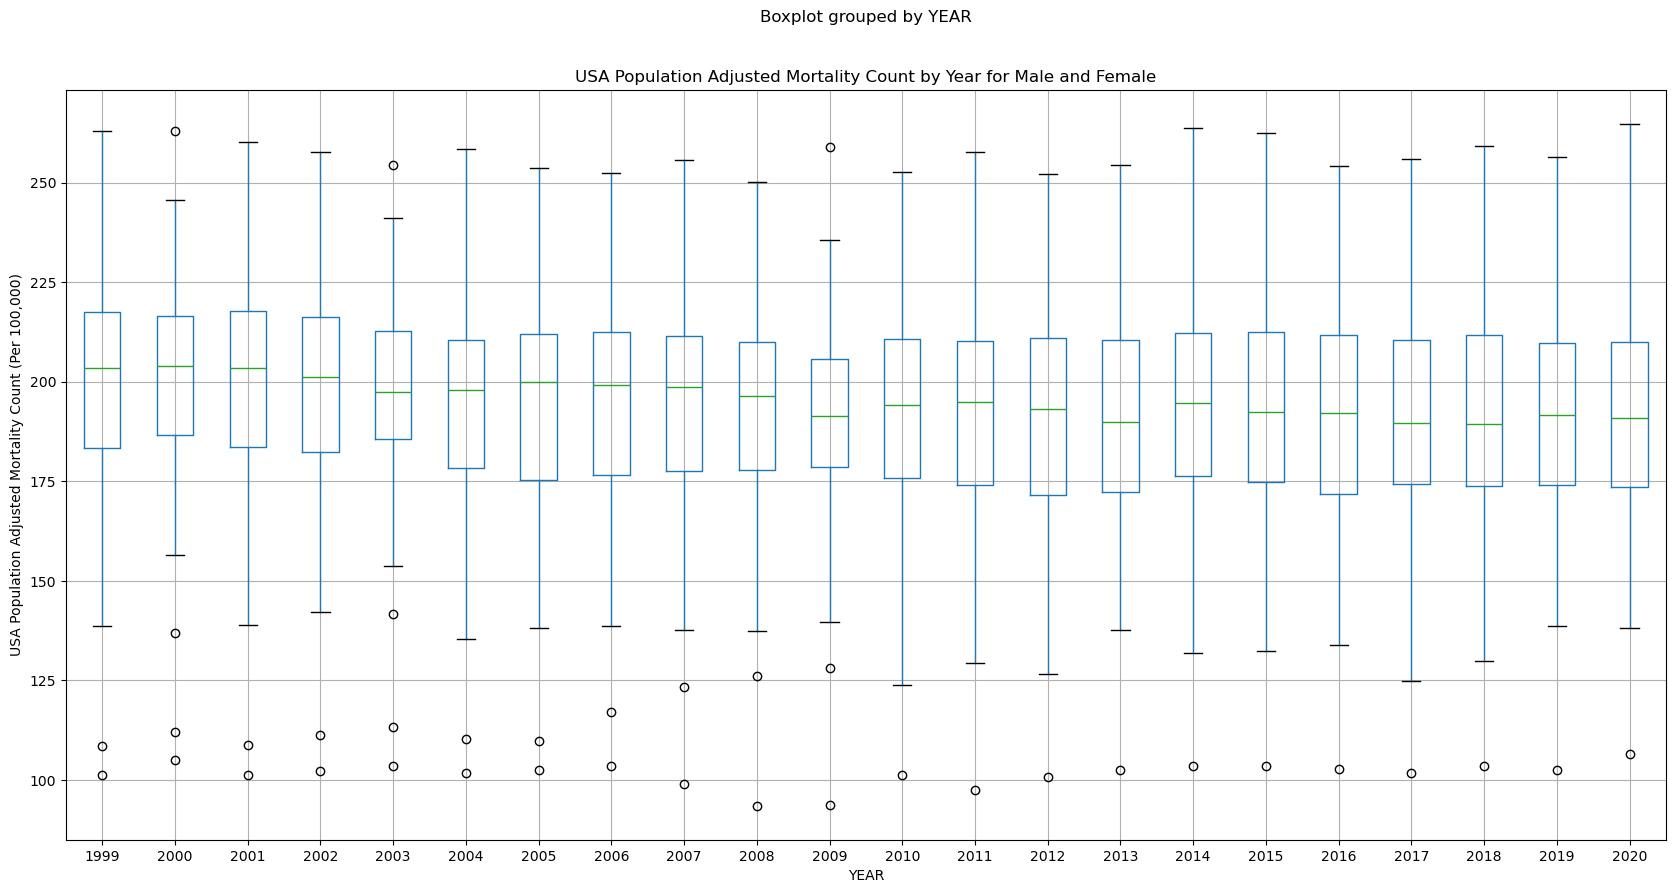 Boxplot grouped by YEAR
USA Population Adjusted Mortality Count by Year for Male and Female
USA Population Adjusted Mortality Count (Per 100,000)
250
225
200
175
150
125
100
1999 2000 2001 2002 2003 2004 2005 2006 2007 2008 2009 2010 2011 2012 2013 2014 2015 2016 2017 2018 2019 2020
YEAR